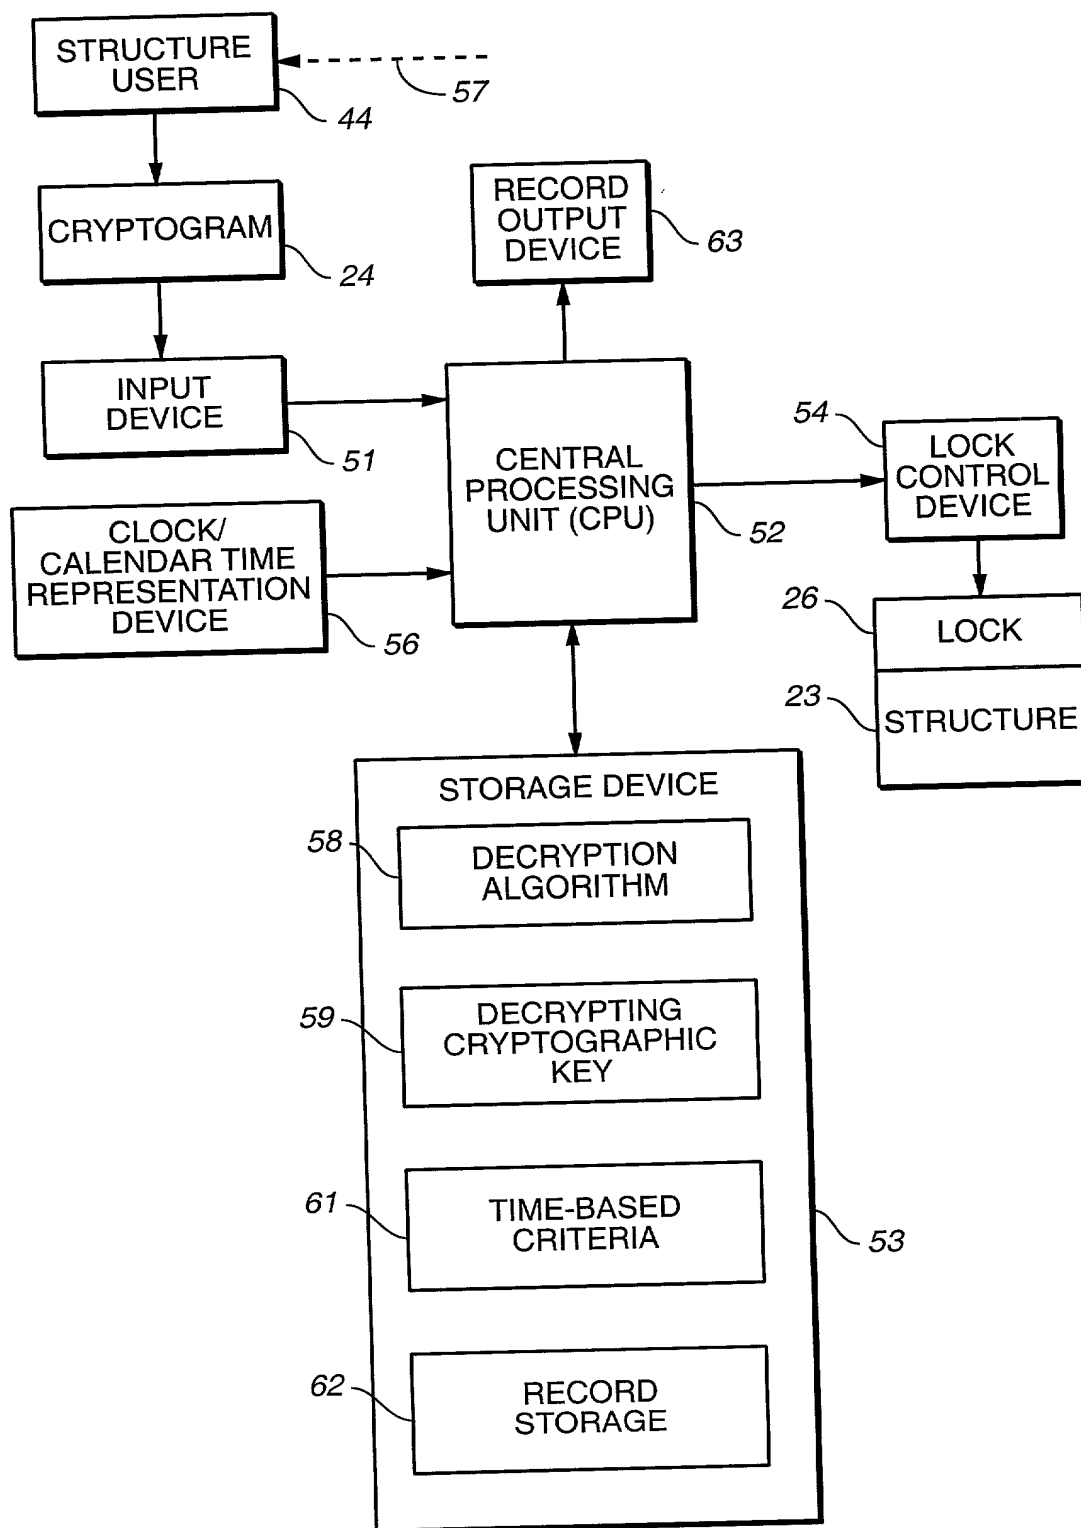 STRUCTURE
USER
57
44
CRYPTOGRAM
24
RECORD
OUTPUT
DEVICE
63
INPUT
DEVICE
51
CENTRAL
PROCESSING
UNIT (CPU)
52
54
LOCK
CONTROL
DEVICE
CLOCK/
CALENDAR TIME
REPRESENTATION
DEVICE
56
26
LOCK
23
STRUCTURE
STORAGE DEVICE
58
DECRYPTION
ALGORITHM
59
DECRYPTING
CRYPTOGRAPHIC
KEY
61
TIME-BASED
CRITERIA
53
62
RECORD
STORAGE